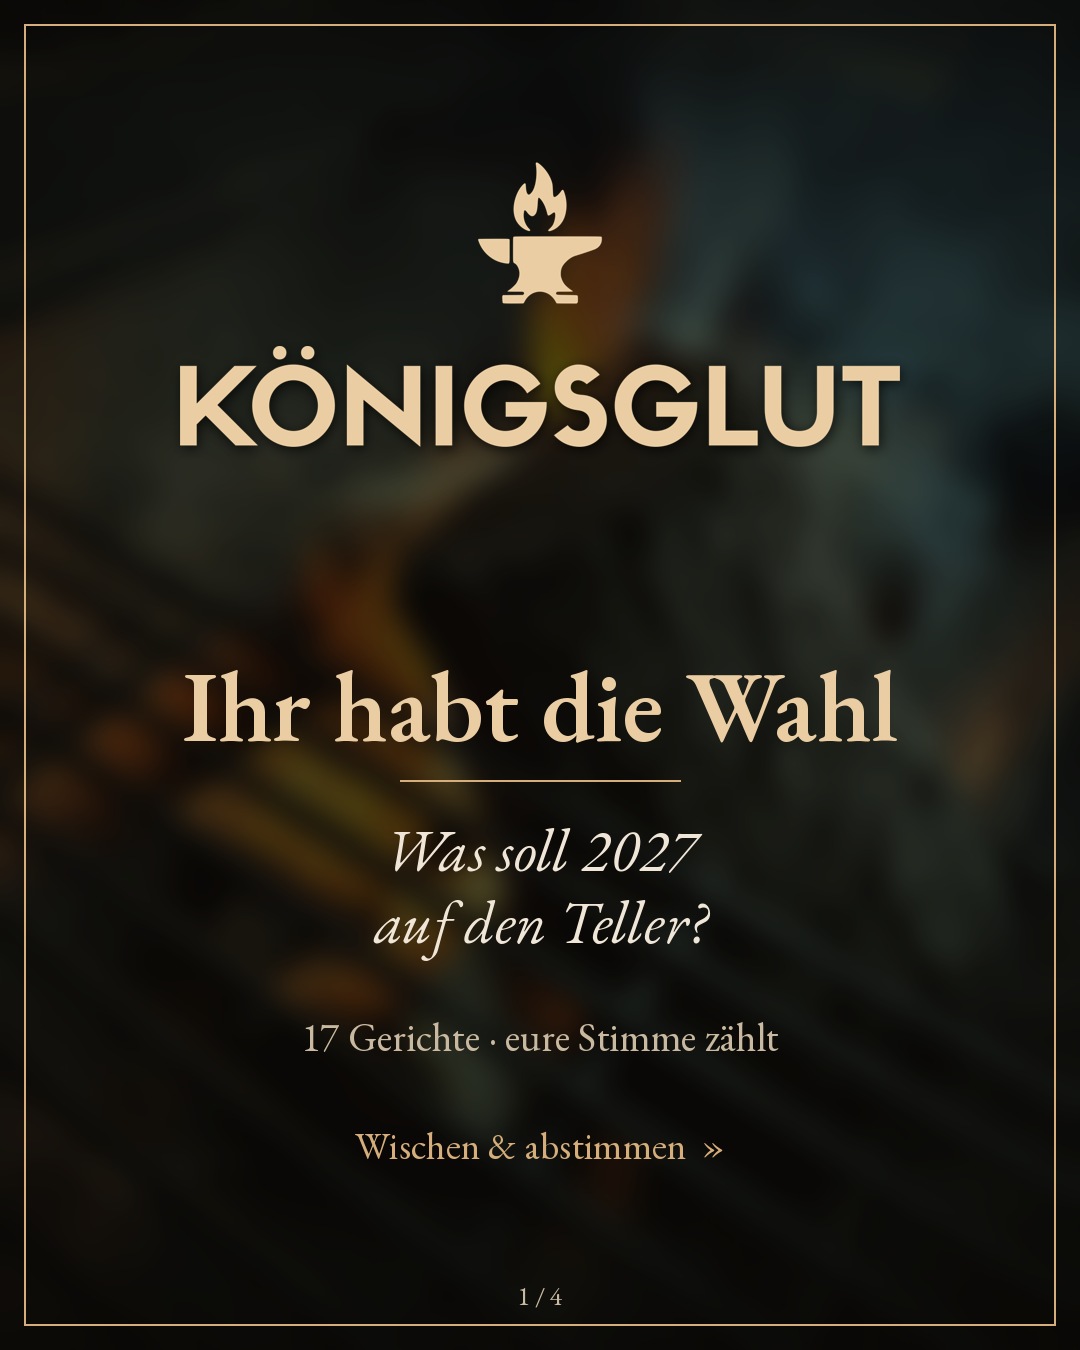 KÖNIGSGLUT
Ihr habt die Wahl
Was soll 2027
auf den Teller?
17 Gerichte · eure Stimme zählt
Wischen & abstimmen »
1 / 4